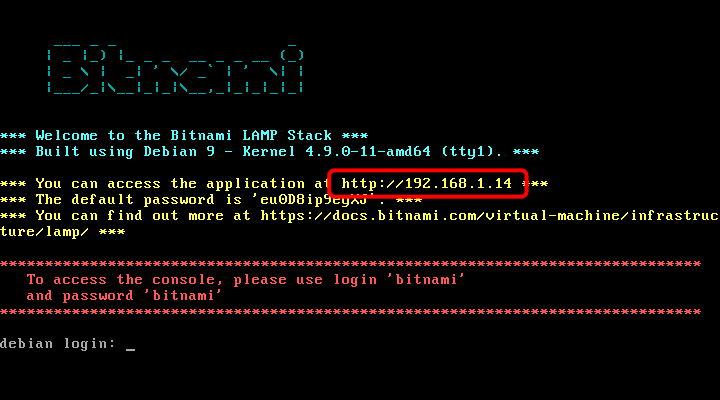 Bitnami
*** Welcome to the Bitnami LAMP Stack ***
*** Built using Debian 9 - Kernel 4.9.0-11-amd64 (tty1). ***
*** You can access the application at http://192.168.1.14 ***
*** The default password is '
'. ***
*** You can find out more at https://docs.bitnami.com/virtual-machine/infrastruc
ture/lamp/ ***
******************************************************************************
To access the console, please use login 'bitnami'
and password 'bitnami'
******************************************************************************
debian login: _